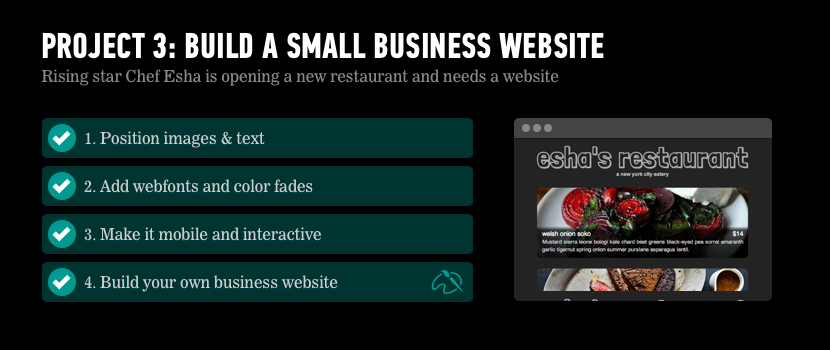 PROJECT 3: BUILD A SMALL BUSINESS WEBSITE
Rising star Chef Esha is opening a new restaurant and needs a website
1. Position images & text
2. Add webfonts and color fades
3. Make it mobile and interactive
4. Build your own business website
esha's restaurant
a new york city eatery
welsh onion soko $14
Mustard sierra leone bologi kale chard beet greens black-eyed pea sorrel amaranth
garlic tigernut spring onion summer purslane asparagus lentil.